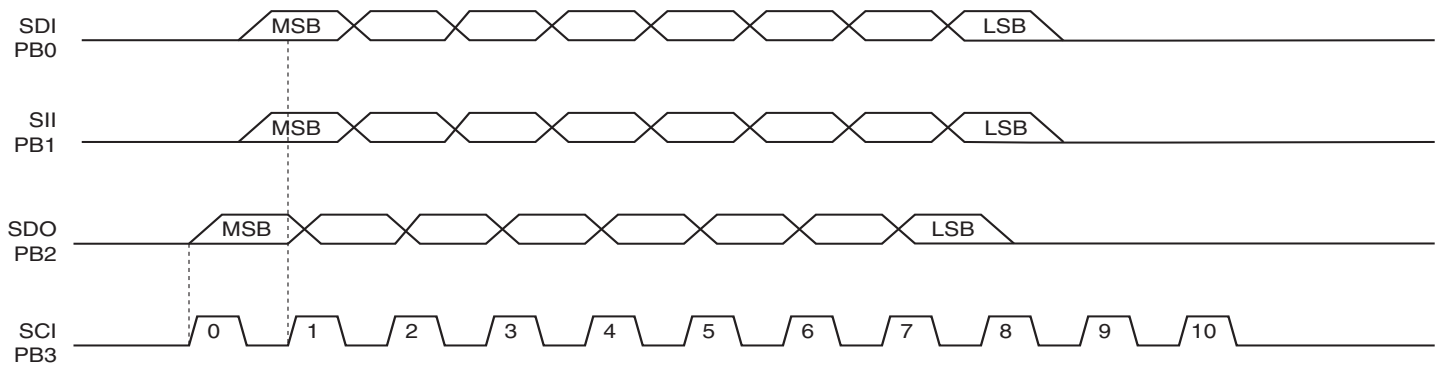 SDI
PB0
MSB LSB
SII
PB1
MSB LSB
SDO
PB2
MSB LSB
SCI
PB3
0 1 2 3 4 5 6 7 8 9 10